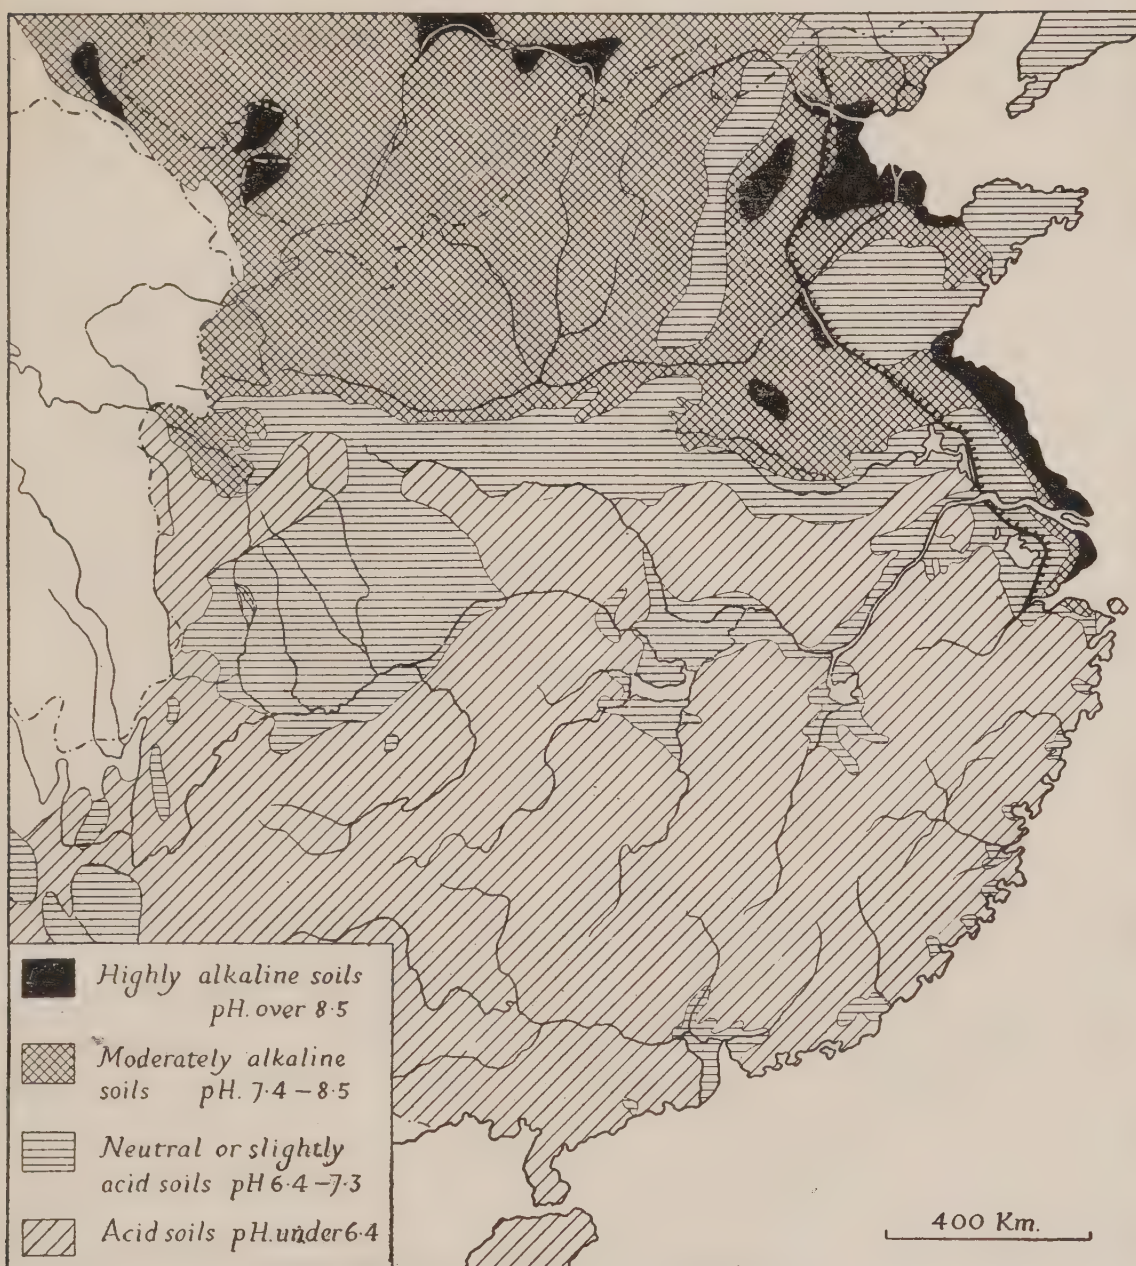 Highly alkaline soils
pH. over 8·5
Moderately alkaline
soils pH. 7·4–8·5
Neutral or slightly
acid soils pH 6·4–7·3
Acid soils pH. under 6·4
400 Km.